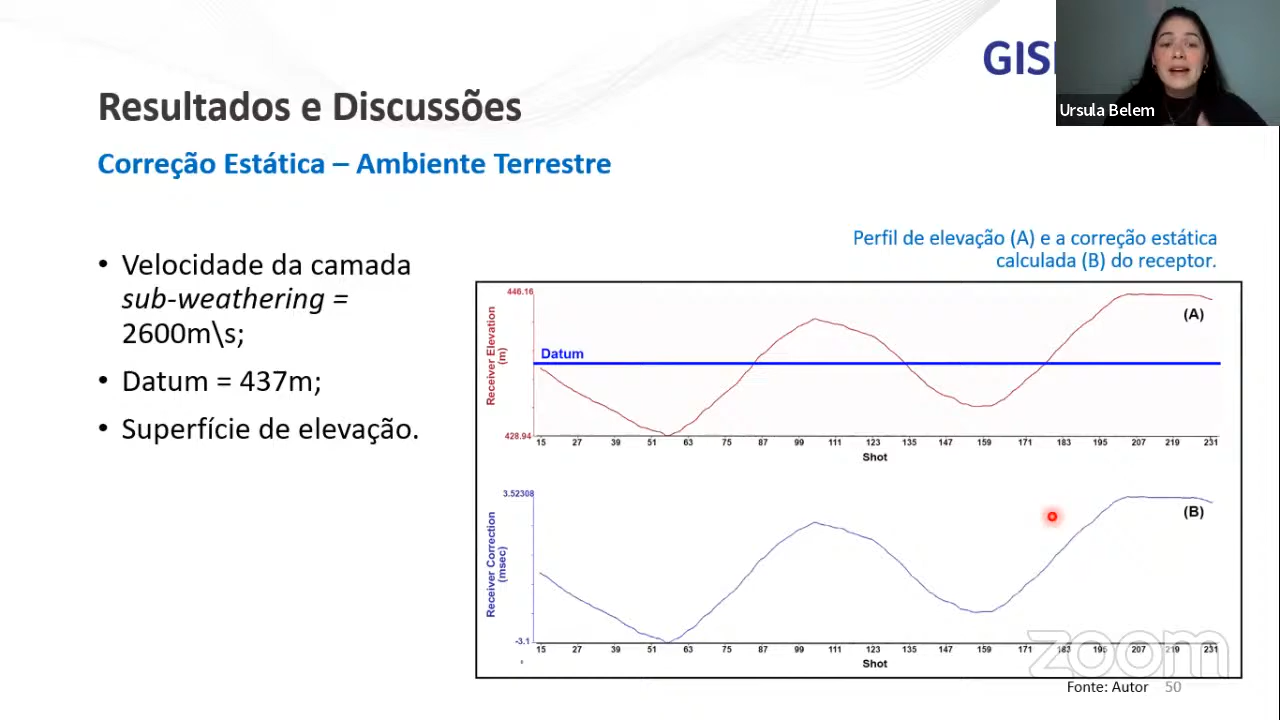 GIS
Ursula Belem
Resultados e Discussões
Correção Estática – Ambiente Terrestre
• Velocidade da camada
sub-weathering =
2600m\s;
• Datum = 437m;
• Superfície de elevação.
Perfil de elevação (A) e a correção estática
calculada (B) do receptor.
446.16
(A)
Receiver Elevation
(m)
Datum
428.94
15 27 39 51 63 75 87 99 111 123 135 147 159 171 183 195 207 219 231
Shot
3.52308
(B)
Receiver Correction
(msec)
-3.1
15 27 39 51 63 75 87 99 111 123 135 147 159 171 183 195 207 219 231
Shot
zoom
Fonte: Autor 50